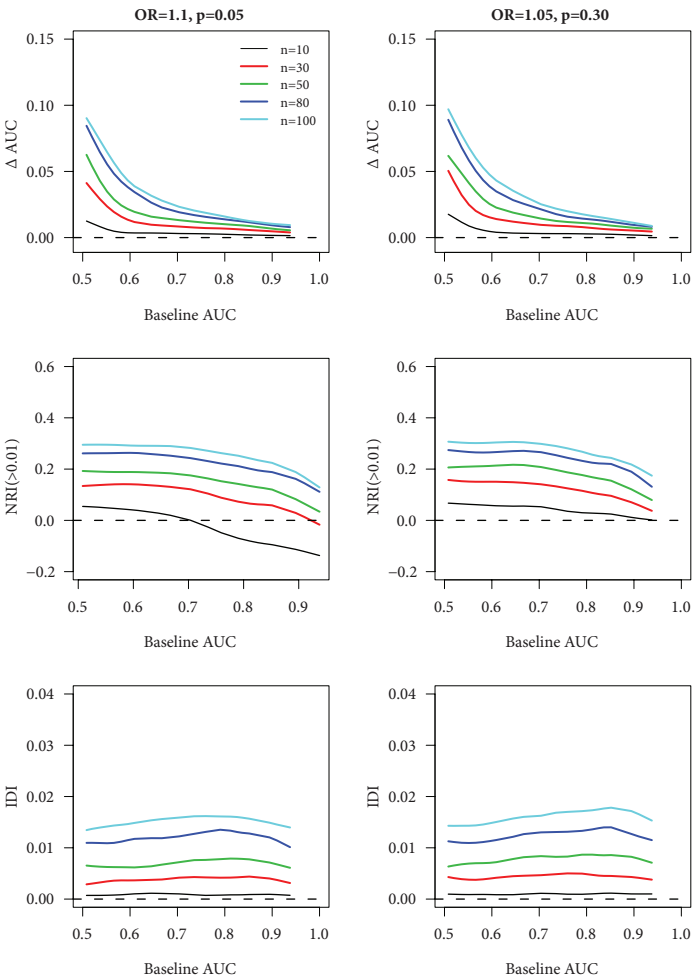 OR=1.1, p=0.05
0.15
0.10
0.05
0.00
Δ AUC
n=10
n=30
n=50
n=80
n=100
0.5 0.6 0.7 0.8 0.9 1.0
Baseline AUC
OR=1.05, p=0.30
0.15
0.10
0.05
0.00
Δ AUC
0.5 0.6 0.7 0.8 0.9 1.0
Baseline AUC
0.6
0.4
0.2
0.0
−0.2
NRI(>0.01)
0.5 0.6 0.7 0.8 0.9
Baseline AUC
0.6
0.4
0.2
0.0
−0.2
NRI(>0.01)
0.5 0.6 0.7 0.8 0.9 1.0
Baseline AUC
0.04
0.03
0.02
0.01
0.00
IDI
0.5 0.6 0.7 0.8 0.9 1.0
Baseline AUC
0.04
0.03
0.02
0.01
0.00
IDI
0.5 0.6 0.7 0.8 0.9 1.0
Baseline AUC